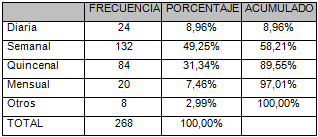 FRECUENCIA PORCENTAJE ACUMULADO
Diaria 24 8,96% 8,96%
Semanal 132 49,25% 58,21%
Quincenal 84 31,34% 89,55%
Mensual 20 7,46% 97,01%
Otros 8 2,99% 100,00%
TOTAL 268 100,00%